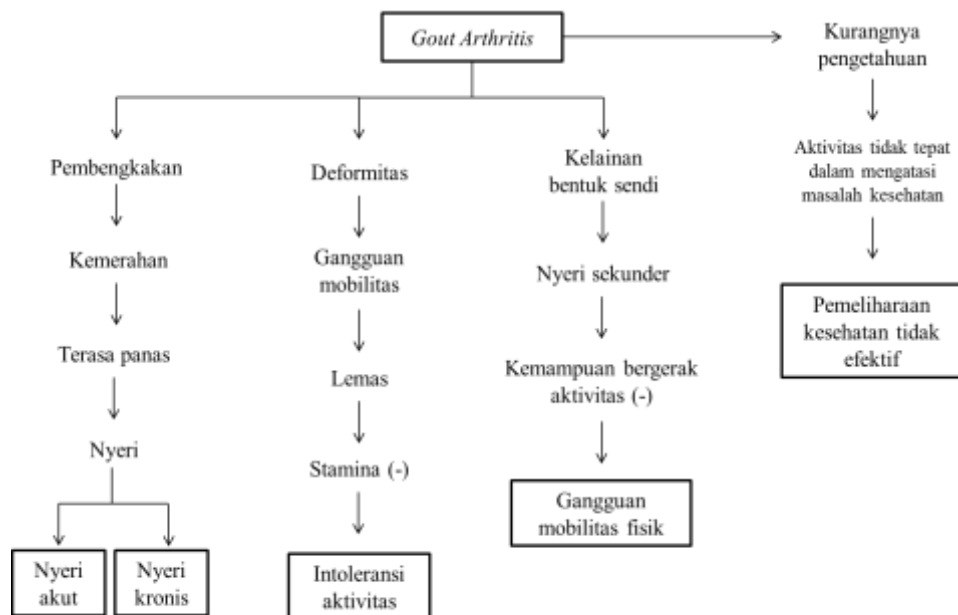 Gout Arthritis
Kurangnya
pengetahuan
Pembengkakan
Deformitas
Kelainan
bentuk sendi
Aktivitas tidak tepat
dalam mengatasi
masalah kesehatan
Kemerahan
Gangguan
mobilitas
Nyeri sekunder
Pemeliharaan
kesehatan tidak
efektif
Terasa panas
Lemas
Kemampuan bergerak
aktivitas (-)
Nyeri
Stamina (-)
Gangguan
mobilitas fisik
Nyeri
akut
Nyeri
kronis
Intoleransi
aktivitas